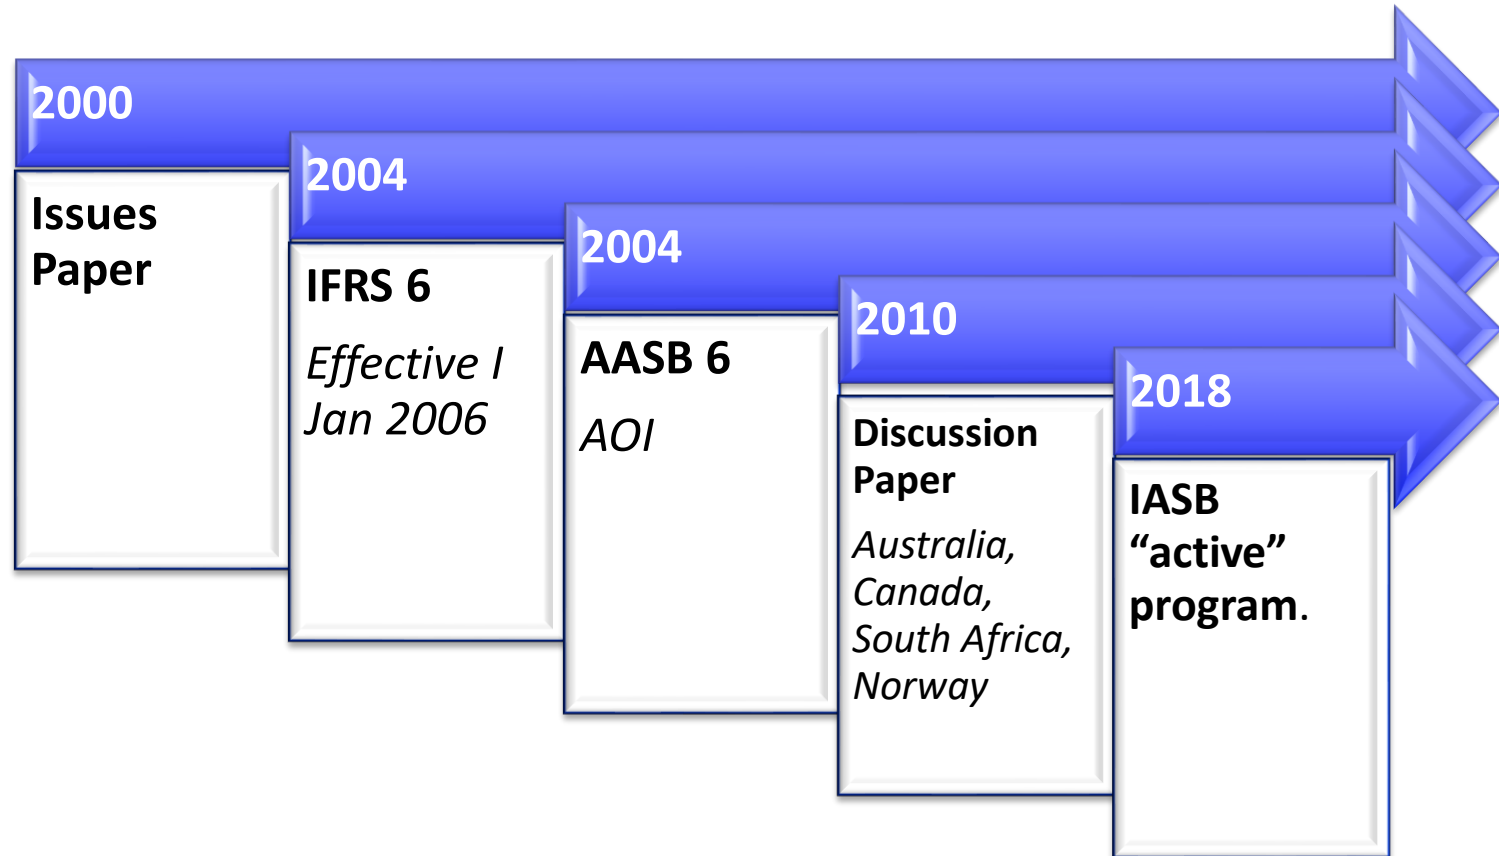 2000
Issues
Paper
2004
IFRS 6
Effective I
Jan 2006
2004
AASB 6
AOI
2010
Discussion
Paper
Australia,
Canada,
South Africa,
Norway
2018
IASB
“active”
program.